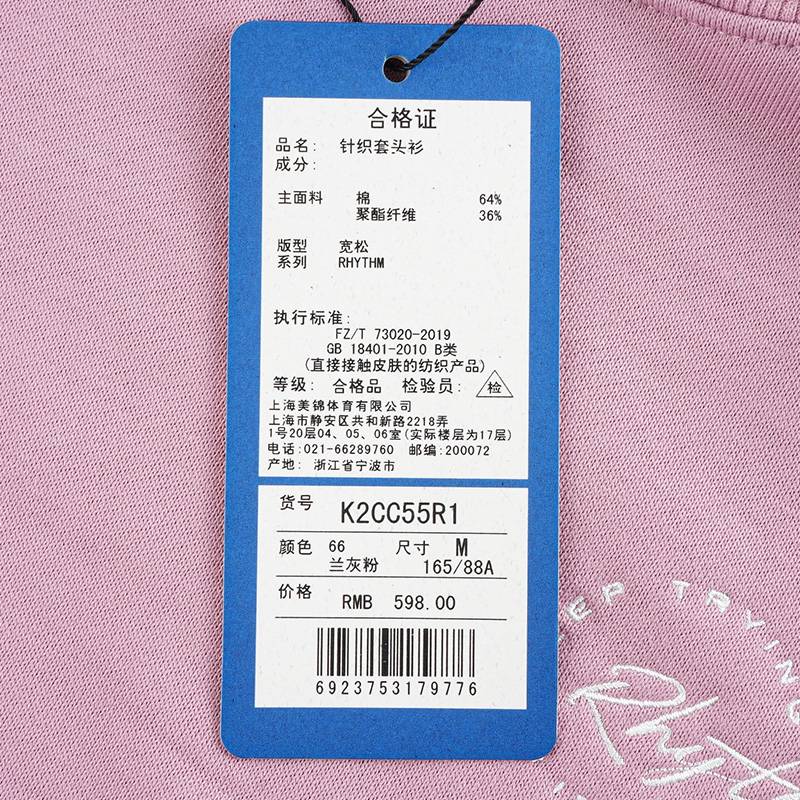 合格证
品名: 针织套头衫
成分:
主面料 棉 64%
聚酯纤维 36%
版型 宽松
系列 RHYTHM
执行标准:
FZ/T 73020-2019
GB 18401-2010 B类
(直接接触皮肤的纺织产品)
等级: 合格品 检验员: 检
上海美锦体育有限公司
上海市静安区共和新路2218弄
1号20层04、05、06室(实际楼层为17层)
电话:021-66289760 邮编:200072
产地: 浙江省宁波市
货号 K2CC55R1
颜色 66 尺寸 M
兰灰粉 165/88A
价格 RMB 598.00
6923753179776
EEP TRYING
Rhyt